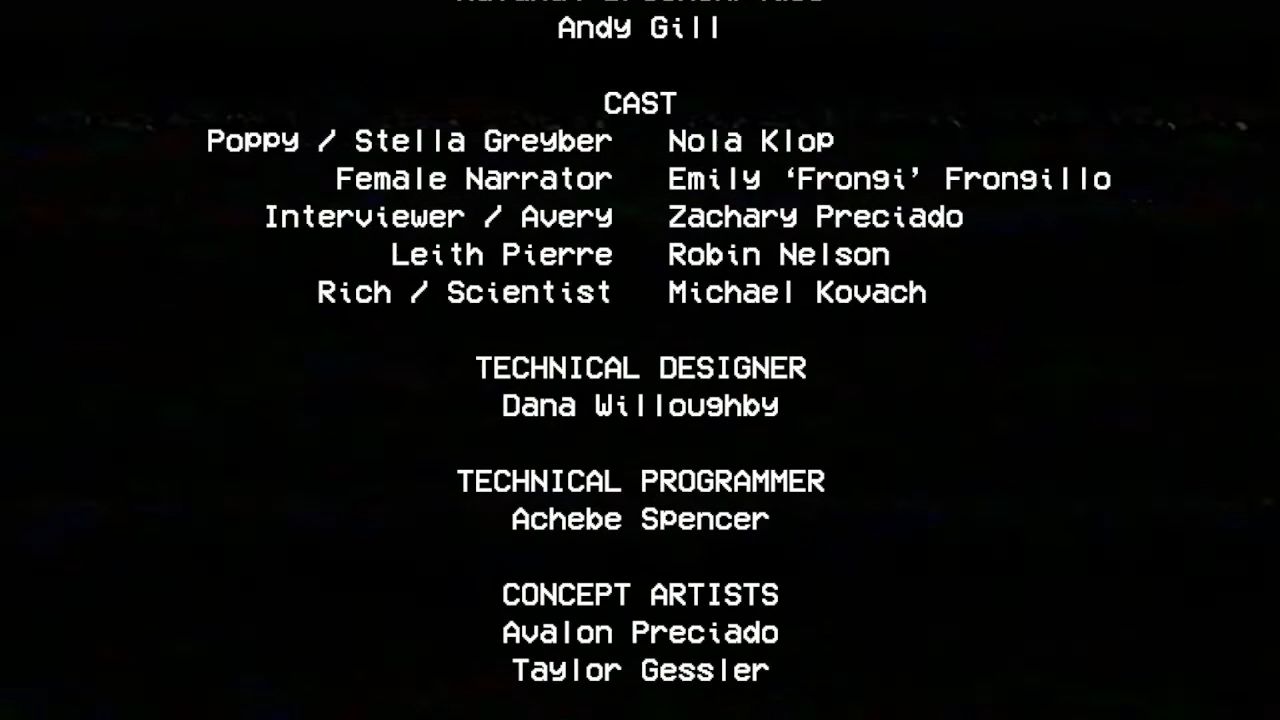 Andy Gill
CAST
Poppy / Stella Greyber Nola Klop
Female Narrator Emily ‘Frongi’ Frongillo
Interviewer / Avery Zachary Preciado
Leith Pierre Robin Nelson
Rich / Scientist Michael Kovach
TECHNICAL DESIGNER
Dana Willoughby
TECHNICAL PROGRAMMER
Achebe Spencer
CONCEPT ARTISTS
Avalon Preciado
Taylor Gessler